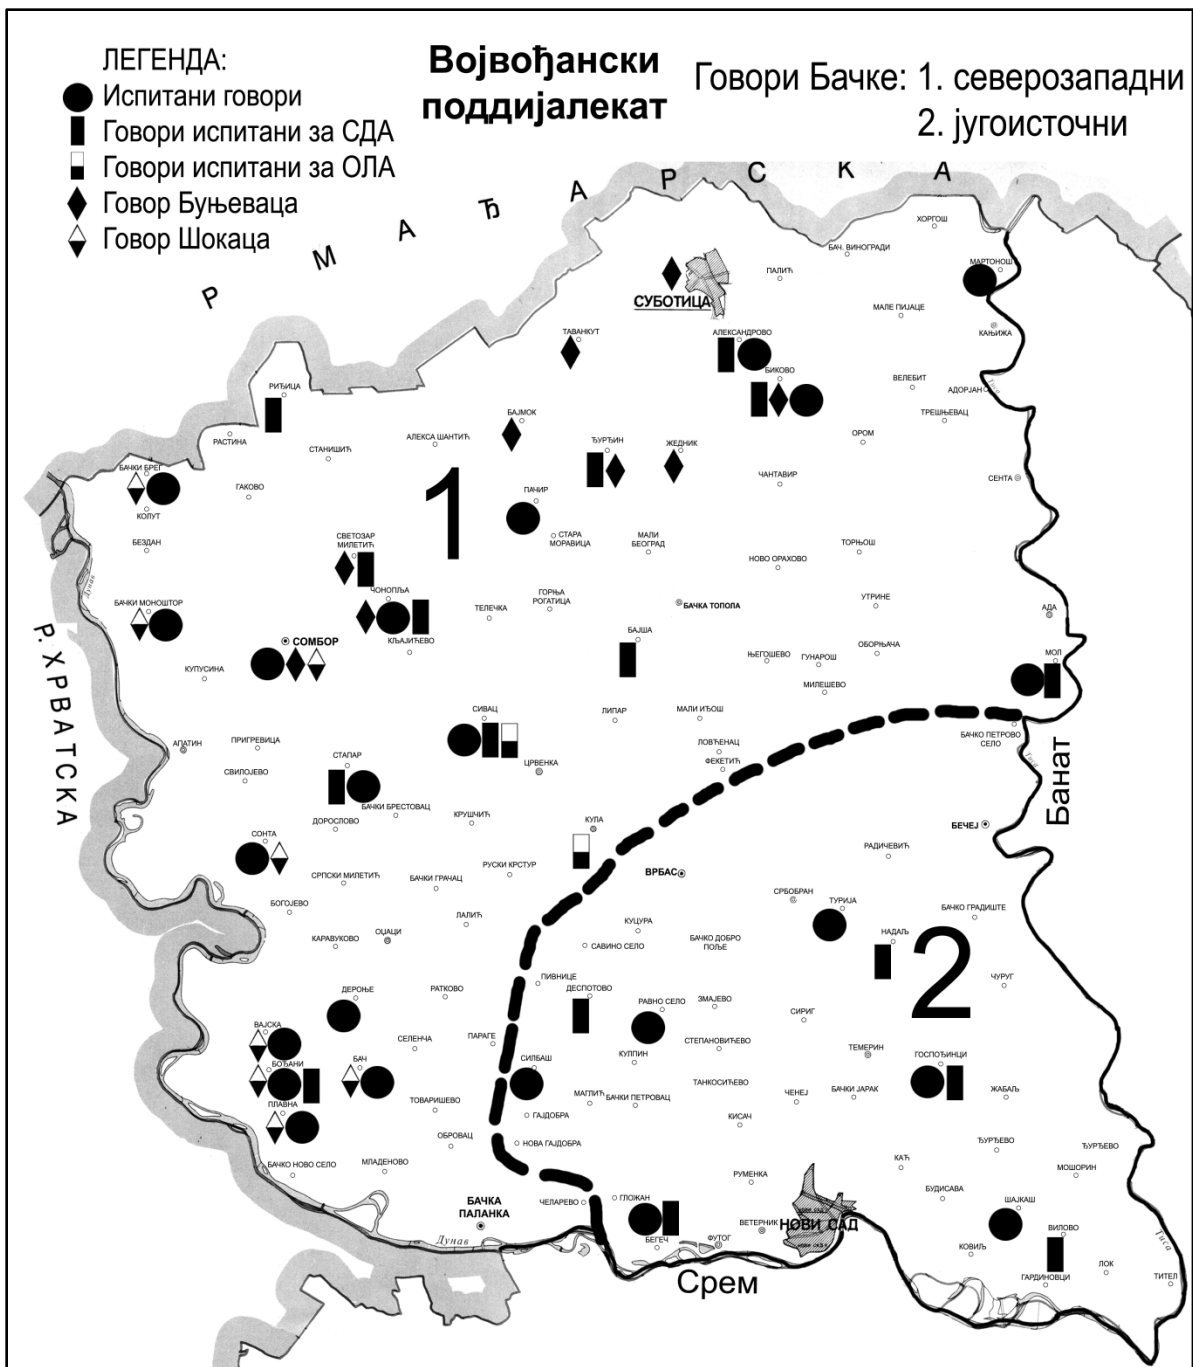 ЛЕГЕНДА:
Испитани говори
Говори испитани за СДА
Говори испитани за ОЛА
Говор Буњеваца
Говор Шокаца
Војвођански
поддијалекат
Говори Бачке: 1. северозападни
2. југоисточни
Р МАЂАРСКА
ХОРГОШ
БАЧ. ВИНОГРАДИ
МАРТОНОШ
ПАЛИЋ
СУБОТИЦА
МАЛЕ ПИЈАЦЕ
КАЊИЖА
ТАВАНКУТ
АЛЕКСАНДРОВО
БИКОВО
ВЕЛЕБИТ
АДОРЈАН
Тиса
РИЂИЦА
ТРЕШЊЕВАЦ
БАЈМОК
РАСТИНА
СТАНИШИЋ
АЛЕКСА ШАНТИЋ
ЂУРЂИН
ЖЕДНИК
ОРОМ
БАЧКИ БРЕГ
ГАКОВО
1
ПАЧИР
ЧАНТАВИР
СЕНТА
КОЛУТ
БЕЗДАН
СВЕТОЗАР
МИЛЕТИЋ
СТАРА
МОРАВИЦА
МАЛИ
БЕОГРАД
НОВО ОРАХОВО
ТОРЊОШ
Дунав
ЧОНОПЉА
ТЕЛЕЧКА
ГОРЊА
РОГАТИЦА
БАЧКА ТОПОЛА
УТРИНЕ
АДА
БАЧКИ МОНОШТОР
СОМБОР
КЉАЈИЋЕВО
БАЈША
ЊЕГОШЕВО
ГУНАРОШ
ОБОРЊАЧА
МОЛ
КУПУСИНА
МИЛЕШЕВО
Р. ХРВАТСКА
СИВАЦ
ЛИПАР
МАЛИ ИЂОШ
БАЧКО ПЕТРОВО
СЕЛО
АПАТИН
ПРИГРЕВИЦА
СТАПАР
ЦРВЕНКА
ЛОВЋЕНАЦ
ФЕКЕТИЋ
Тиса
Банат
СВИЛОЈЕВО
БАЧКИ БРЕСТОВАЦ
ДОРОСЛОВО
КРУШЧИЋ
КУЛА
БЕЧЕЈ
СОНТА
РАДИЧЕВИЋ
СРПСКИ МИЛЕТИЋ
БАЧКИ ГРАЧАЦ
РУСКИ КРСТУР
ВРБАС
СРБОБРАН
ТУРИЈА
БОГОЈЕВО
ЛАЛИЋ
КУЦУРА
БАЧКО ГРАДИШТЕ
КАРАВУКОВО
ОЏАЦИ
САВИНО СЕЛО
БАЧКО ДОБРО
ПОЉЕ
НАДАЉ
2
ДЕРОЊЕ
РАТКОВО
ПИВНИЦЕ
ДЕСПОТОВО
ЧУРУГ
РАВНО СЕЛО
ЗМАЈЕВО
СИРИГ
ВАЈСКА
СЕЛЕНЧА
ПАРАГЕ
СТЕПАНОВИЋЕВО
ТЕМЕРИН
БОЂАНИ
БАЧ
СИЛБАШ
КУЛПИН
ГОСПОЂИНЦИ
ТАНКОСИЋЕВО
ПЛАВНА
ТОВАРИШЕВО
МАГЛИЋ
БАЧКИ ПЕТРОВАЦ
ЧЕНЕЈ
БАЧКИ ЈАРАК
ЖАБАЉ
ГАЈДОБРА
КИСАЧ
ОБРОВАЦ
НОВА ГАЈДОБРА
ЂУРЂЕВО
ЂУРЂЕВО
БАЧКО НОВО СЕЛО
МЛАДЕНОВО
РУМЕНКА
КАЋ
МОШОРИН
БАЧКА
ПАЛАНКА
ЧЕЛАРЕВО
ГЛОЖАН
БУДИСАВА
ШАЈКАШ
Дунав
БЕГЕЧ
ФУТОГ
ВЕТЕРНИК
НОВИ САД
ВИЛОВО
Тиса
Срем
КОВИЉ
ГАРДИНОВЦИ
ЛОК
ТИТЕЛ